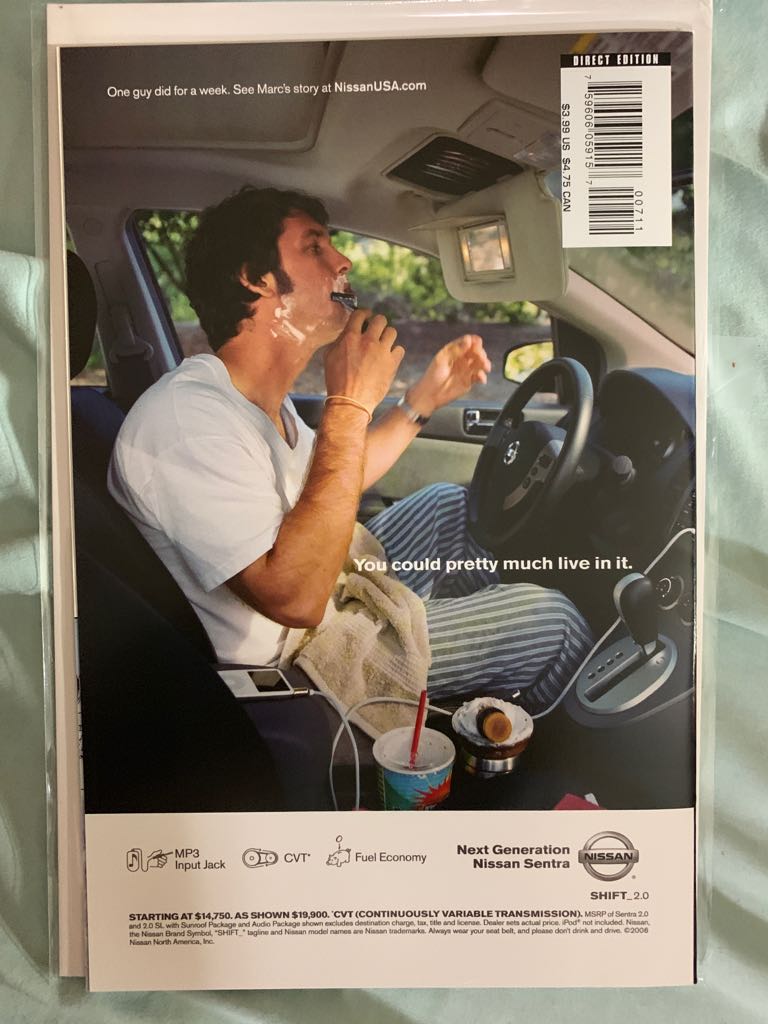 DIRECT EDITION
One guy did for a week. See Marc's story at NissanUSA.com
7 59606 05915 7
00711
$3.99 US $4.75 CAN
You could pretty much live in it.
MP3
Input Jack
CVT*
Fuel Economy
Next Generation
Nissan Sentra
NISSAN
SHIFT_2.0
STARTING AT $14,750. AS SHOWN $19,900. *CVT (CONTINUOUSLY VARIABLE TRANSMISSION). MSRP of Sentra 2.0
and 2.0 SL with Sunroof Package and Audio Package shown excludes destination charge, tax, title and license. Dealer sets actual price. iPod® not included. Nissan,
the Nissan Brand Symbol, "SHIFT_" tagline and Nissan model names are Nissan trademarks. Always wear your seat belt, and please don't drink and drive. ©2006
Nissan North America, Inc.